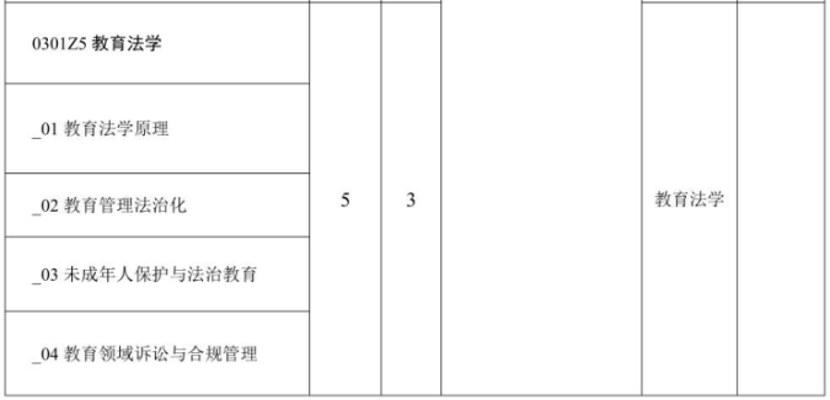 0301Z5 教育法学
_01 教育法学原理
_02 教育管理法治化
5
3
教育法学
_03 未成年人保护与法治教育
_04 教育领域诉讼与合规管理